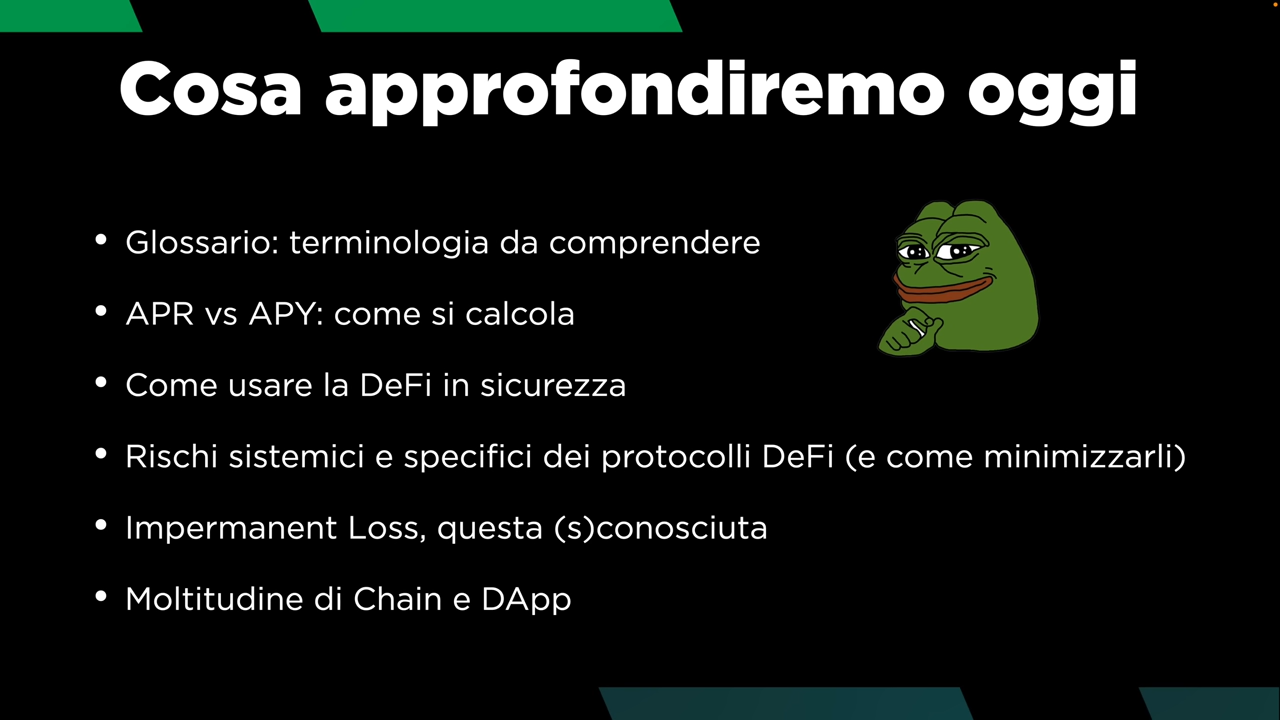 Cosa approfondiremo oggi
• Glossario: terminologia da comprendere
• APR vs APY: come si calcola
• Come usare la DeFi in sicurezza
• Rischi sistemici e specifici dei protocolli DeFi (e come minimizzarli)
• Impermanent Loss, questa (s)conosciuta
• Moltitudine di Chain e DApp